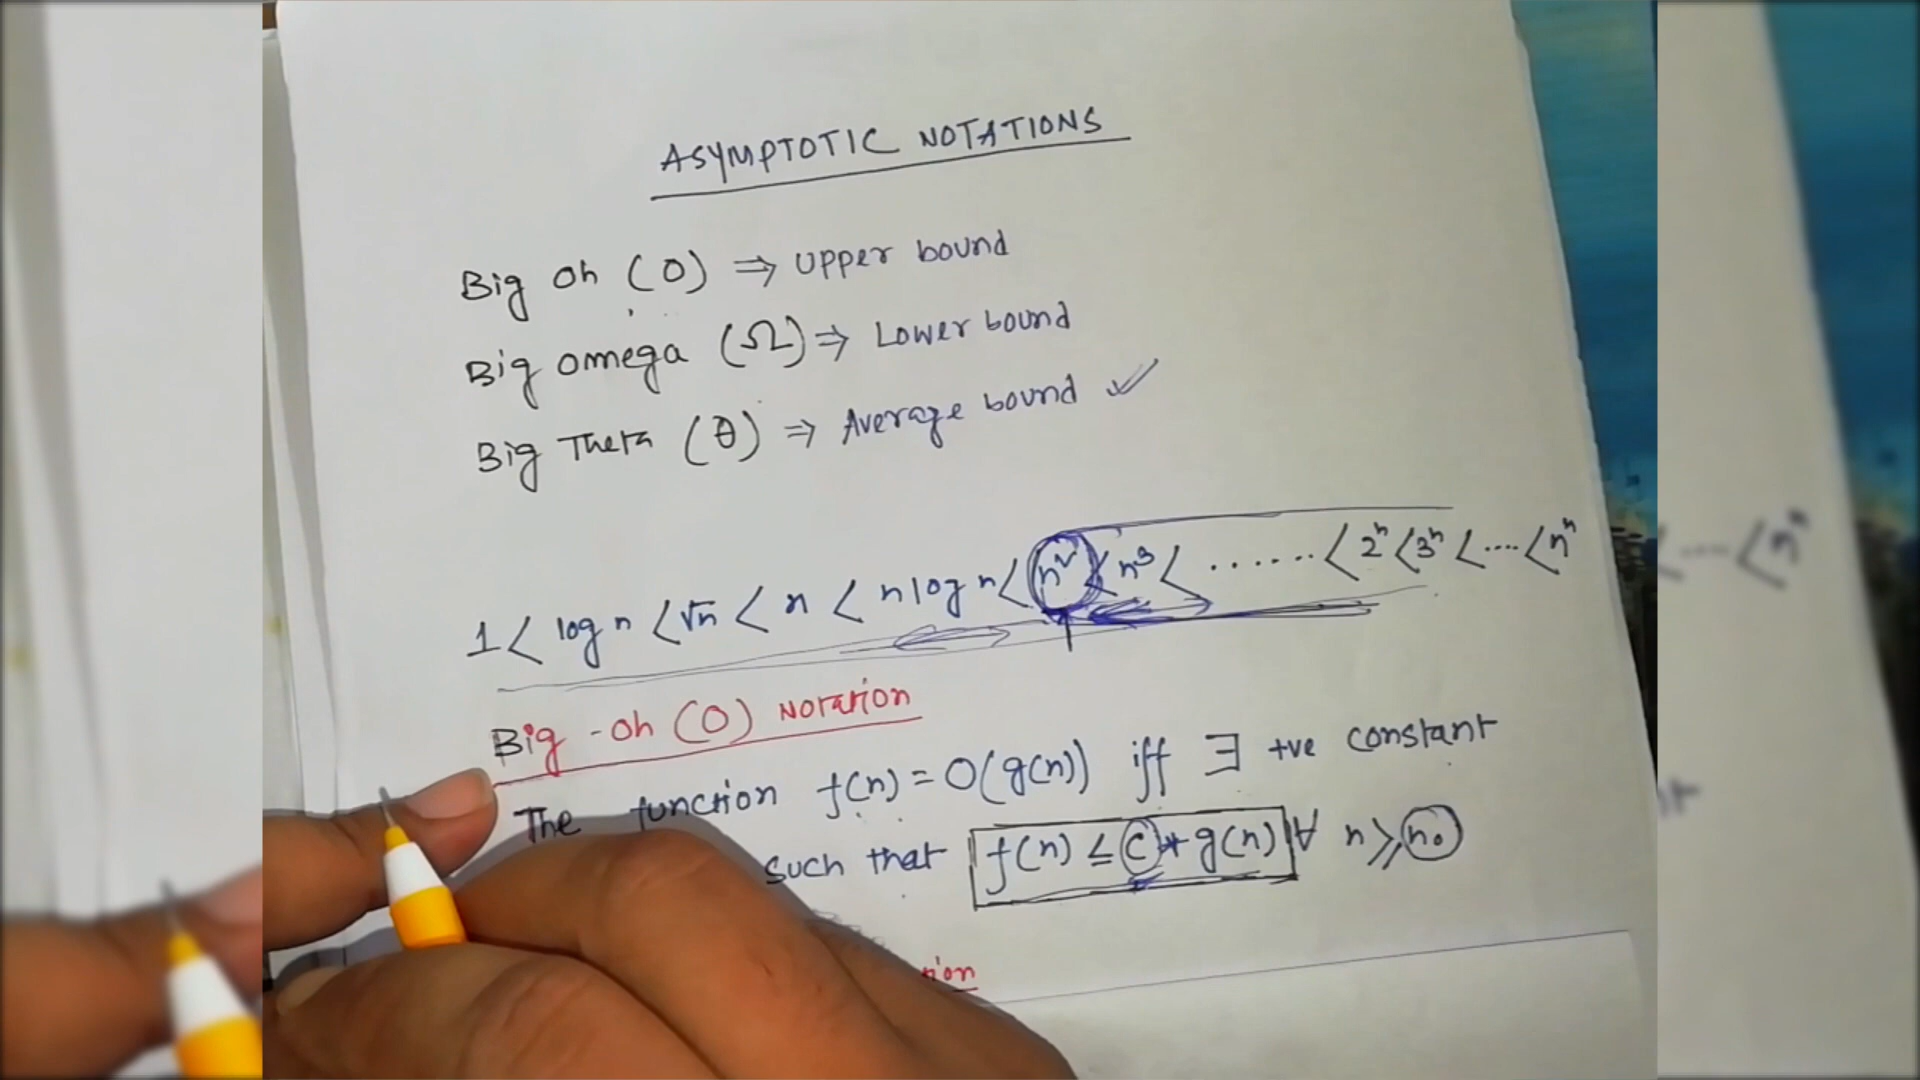 ASYMPTOTIC NOTATIONS
Big Oh (O) ⇒ Upper bound
Big omega (Ω) ⇒ Lower bound
Big Theta (θ) ⇒ Average bound ✓
1 < log n < √n < n < n log n < n² < n³ < ....... < 2ⁿ < 3ⁿ < .... < nⁿ
Big-Oh (O) Notation
The function f(n) = O(g(n)) iff ∃ +ve constant
such that f(n) ≤ c * g(n) ∀ n ≥ n₀